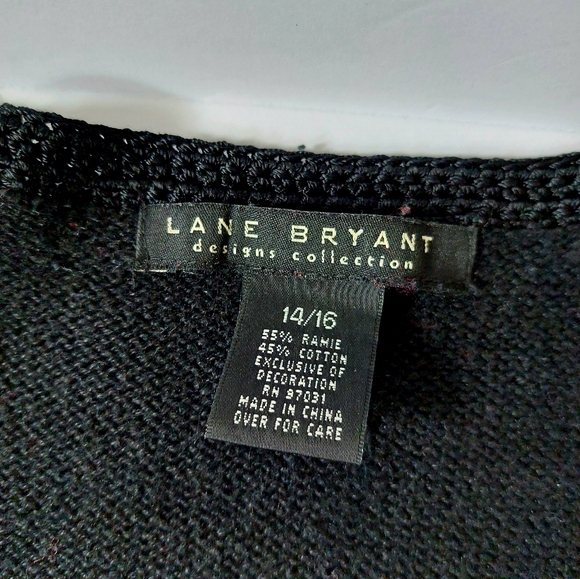 LANE BRYANT
designs collection
14/16
55% RAMIE
45% COTTON
EXCLUSIVE OF
DECORATION
RN 97031
MADE IN CHINA
OVER FOR CARE